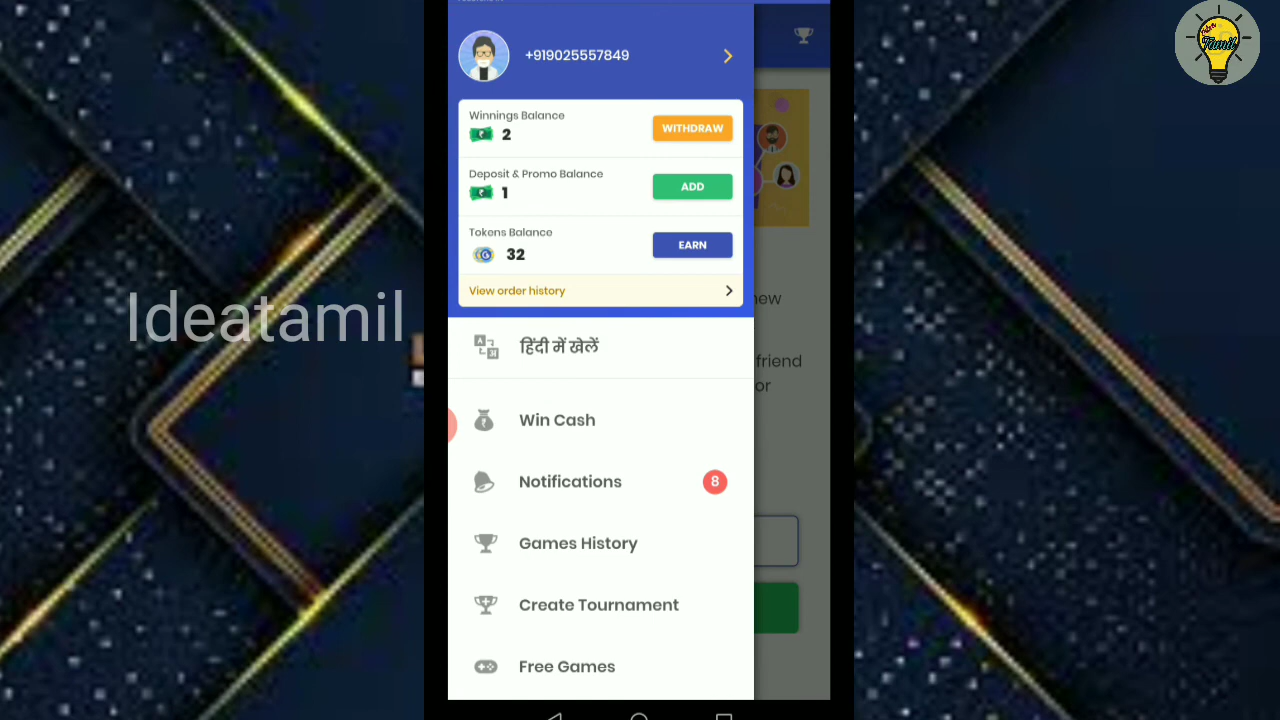 +919025557849
Winnings Balance
2
WITHDRAW
Deposit & Promo Balance
1
ADD
Tokens Balance
32
EARN
View order history
हिंदी में खेलें
Win Cash
Notifications
8
Games History
Create Tournament
Free Games
friend
or
Ideatamil
Tamil